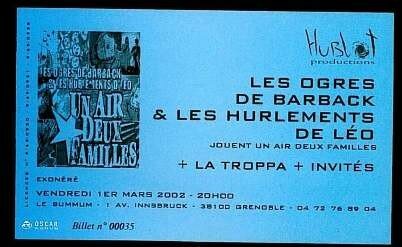 HUBLOT
productions
LES OGRES DE BARBACK
& LES HURLEMENTS D'LÉO
UN AIR
DEUX
FAMILLES
LES OGRES
DE BARBACK
& LES HURLEMENTS
DE LÉO
JOUENT UN AIR DEUX FAMILLES
+ LA TROPPA + INVITÉS
EXONÉRÉ
VENDREDI 1ER MARS 2002 - 20H00
LE SUMMUM - 1 AV. INNSBRUCK - 38100 GRENOBLE - 04 72 76 89 04
OSCAR
Billet n° 00035